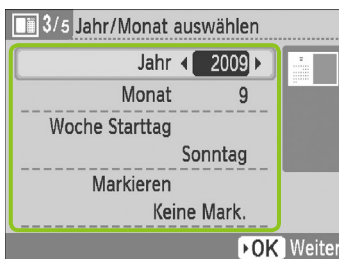 3/5 Jahr/Monat auswählen
Jahr 2009
Monat 9
Woche Starttag
Sonntag
Markieren
Keine Mark.
OK Weiter